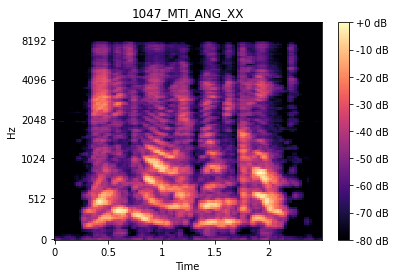 1047_MTI_ANG_XX
+0 dB
8192
-10 dB
4096
-20 dB
-30 dB
2048
Hz
-40 dB
1024
-50 dB
512
-60 dB
-70 dB
0
-80 dB
0 0.5 1 1.5 2
Time